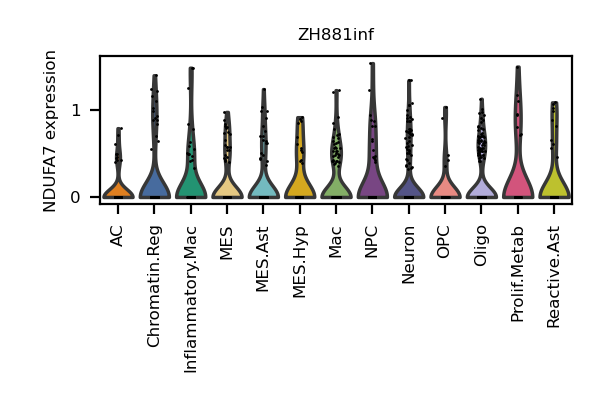 ZH881inf
NDUFA7 expression
1
0
AC
Chromatin.Reg
Inflammatory.Mac
MES
MES.Ast
MES.Hyp
Mac
NPC
Neuron
OPC
Oligo
Prolif.Metab
Reactive.Ast